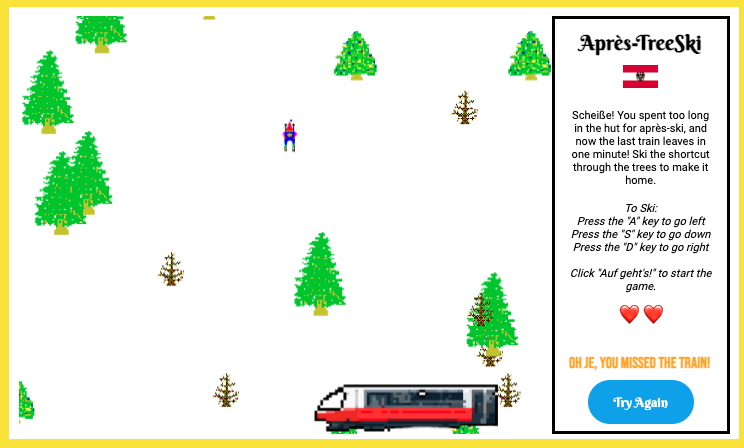 Après-TreeSki
Scheiße! You spent too long
in the hut for après-ski, and
now the last train leaves in
one minute! Ski the shortcut
through the trees to make it
home.
To Ski:
Press the "A" key to go left
Press the "S" key to go down
Press the "D" key to go right
Click "Auf geht's!" to start the
game.
OH JE, YOU MISSED THE TRAIN!
Try Again